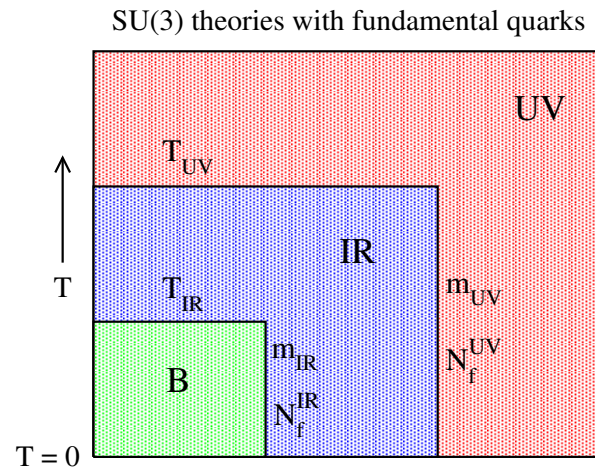 SU(3) theories with fundamental quarks
UV
T_UV
IR
T
T_IR
m_UV
m_IR
N_f^UV
B
N_f^IR
T = 0